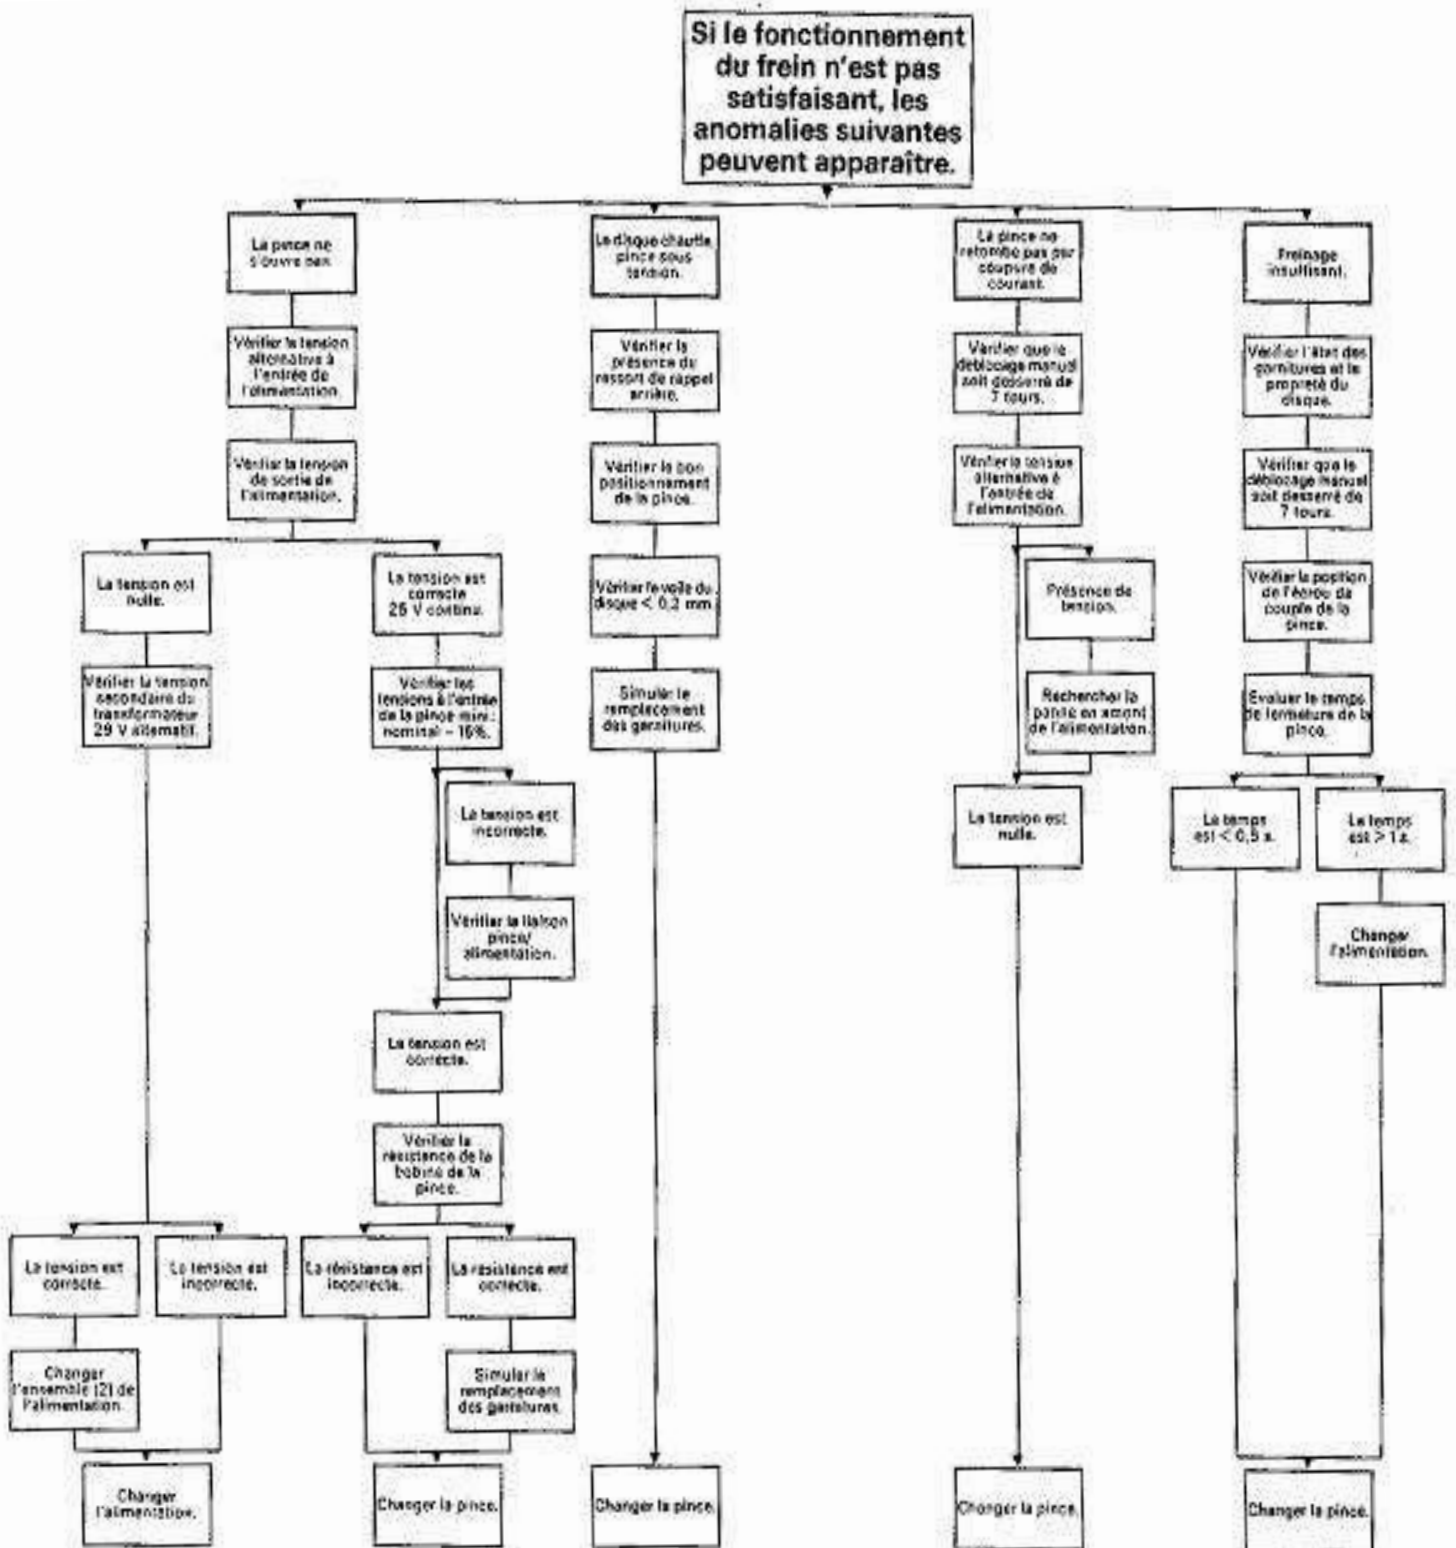 Si le fonctionnement
du frein n'est pas
satisfaisant, les
anomalies suivantes
peuvent apparaître.
La pince ne
s'ouvre pas.
Vérifier la tension
alternative à
l'entrée de
l'alimentation.
Vérifier la tension
de sortie de
l'alimentation.
La tension est
nulle.
Vérifier la tension
secondaire du
transformateur
29 V alternatif.
La tension est
correcte.
Changer
l'ensemble (2) de
l'alimentation.
La tension est
incorrecte.
Changer
l'alimentation.
La tension est
correcte
25 V continu.
Vérifier les
tensions à l'entrée
de la pince mini:
nominal –
La tension est
incorrecte.
Vérifier la liaison
pince/
alimentation.
La tension est
correcte.
Vérifier la
résistance de la
bobine de la
pince.
La résistance est
incorrecte.
La résistance est
correcte.
Simuler le
remplacement
des garnitures.
Changer la pince.
Le disque chauffe,
pince sous
tension.
Vérifier la
présence du
ressort de rappel
arrière.
Vérifier le bon
positionnement
de la pince.
Vérifier le voile du
disque < 0,2 mm.
Simuler le
remplacement
des garnitures.
Changer la pince.
La pince ne
retombe pas par
coupure de
courant.
Vérifier que le
déblocage manuel
soit desserré de
7 tours.
Vérifier la tension
alternative à
l'entrée de
l'alimentation.
Présence de
tension.
Rechercher la
panne en amont
de l'alimentation.
La tension est
nulle.
Changer la pince.
Freinage
insuffisant.
Vérifier l'état des
garnitures et la
propreté du
disque.
Vérifier que le
déblocage manuel
soit desserré de
7 tours.
Vérifier la position
de l'écrou de
couple de la
pince.
Evaluer le temps
de fermeture de la
pince.
Le temps
est < 0,5 s.
Le temps
est > 1 s.
Changer
l'alimentation.
Changer la pince.